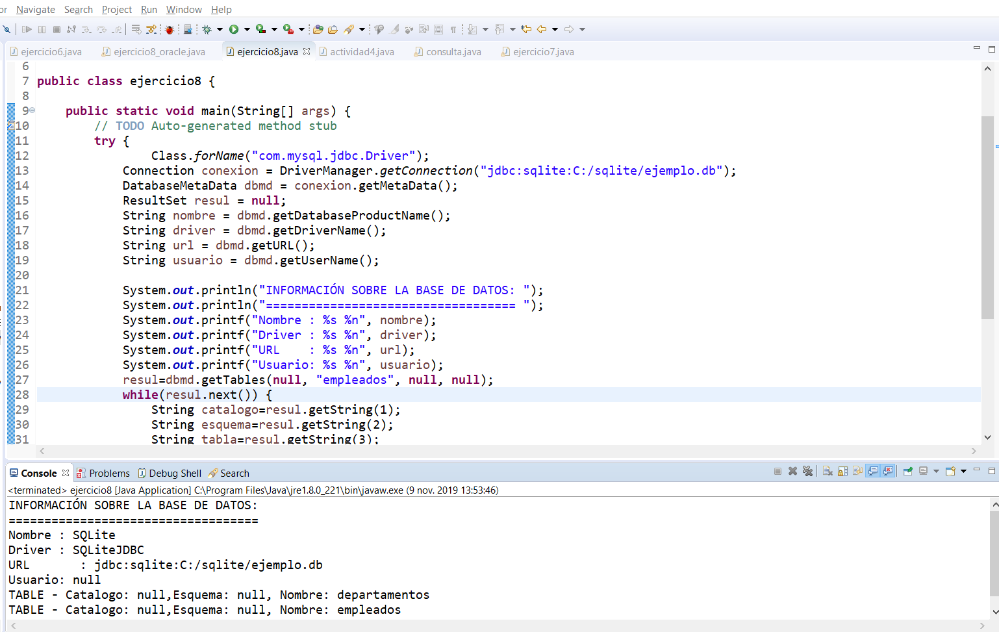 or Navigate Search Project Run Window Help
ejercicio6.java ejercicio8_oracle.java ejercicio8.java actividad4.java consulta.java ejercicio7.java
6
7 public class ejercicio8 {
8
9 public static void main(String[] args) {
10 // TODO Auto-generated method stub
11 try {
12 Class.forName("com.mysql.jdbc.Driver");
13 Connection conexion = DriverManager.getConnection("jdbc:sqlite:C:/sqlite/ejemplo.db");
14 DatabaseMetaData dbmd = conexion.getMetaData();
15 ResultSet resul = null;
16 String nombre = dbmd.getDatabaseProductName();
17 String driver = dbmd.getDriverName();
18 String url = dbmd.getURL();
19 String usuario = dbmd.getUserName();
20
21 System.out.println("INFORMACIÓN SOBRE LA BASE DE DATOS: ");
22 System.out.println("=================================== ");
23 System.out.printf("Nombre : %s %n", nombre);
24 System.out.printf("Driver : %s %n", driver);
25 System.out.printf("URL    : %s %n", url);
26 System.out.printf("Usuario: %s %n", usuario);
27 resul=dbmd.getTables(null, "empleados", null, null);
28 while(resul.next()) {
29 String catalogo=resul.getString(1);
30 String esquema=resul.getString(2);
31 String tabla=resul.getString(3);
Console Problems Debug Shell Search
<terminated> ejercicio8 [Java Application] C:\Program Files\Java\jre1.8.0_221\bin\javaw.exe (9 nov. 2019 13:53:46)
INFORMACIÓN SOBRE LA BASE DE DATOS:
===================================
Nombre : SQLite
Driver : SQLiteJDBC
URL       : jdbc:sqlite:C:/sqlite/ejemplo.db
Usuario: null
TABLE - Catalogo: null,Esquema: null, Nombre: departamentos
TABLE - Catalogo: null,Esquema: null, Nombre: empleados